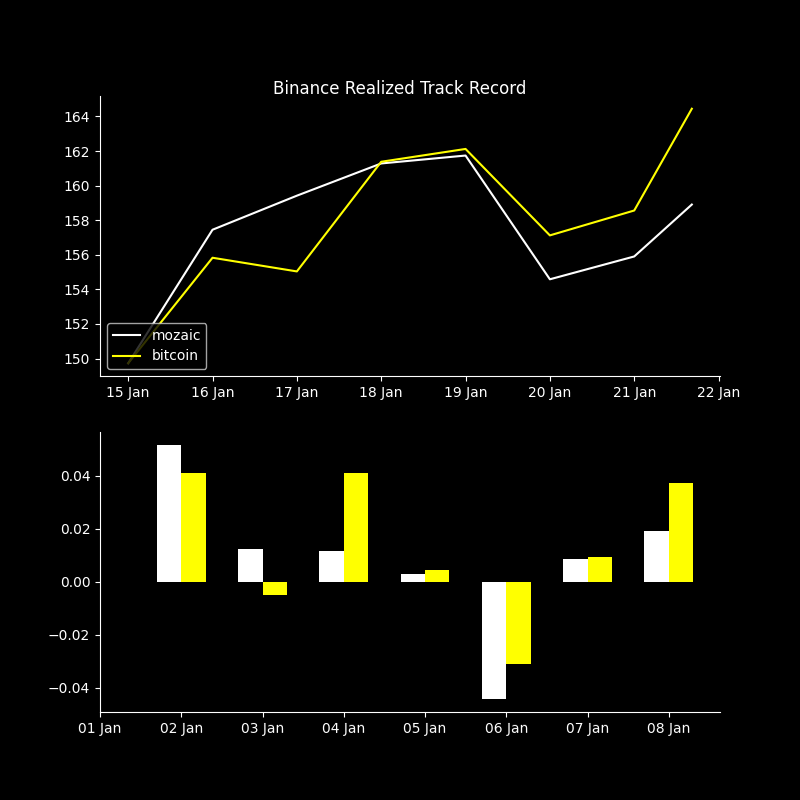 Binance Realized Track Record
164
162
160
158
156
154
152
150
mozaic
bitcoin
15 Jan 16 Jan 17 Jan 18 Jan 19 Jan 20 Jan 21 Jan 22 Jan
0.04
0.02
0.00
−0.02
−0.04
01 Jan 02 Jan 03 Jan 04 Jan 05 Jan 06 Jan 07 Jan 08 Jan